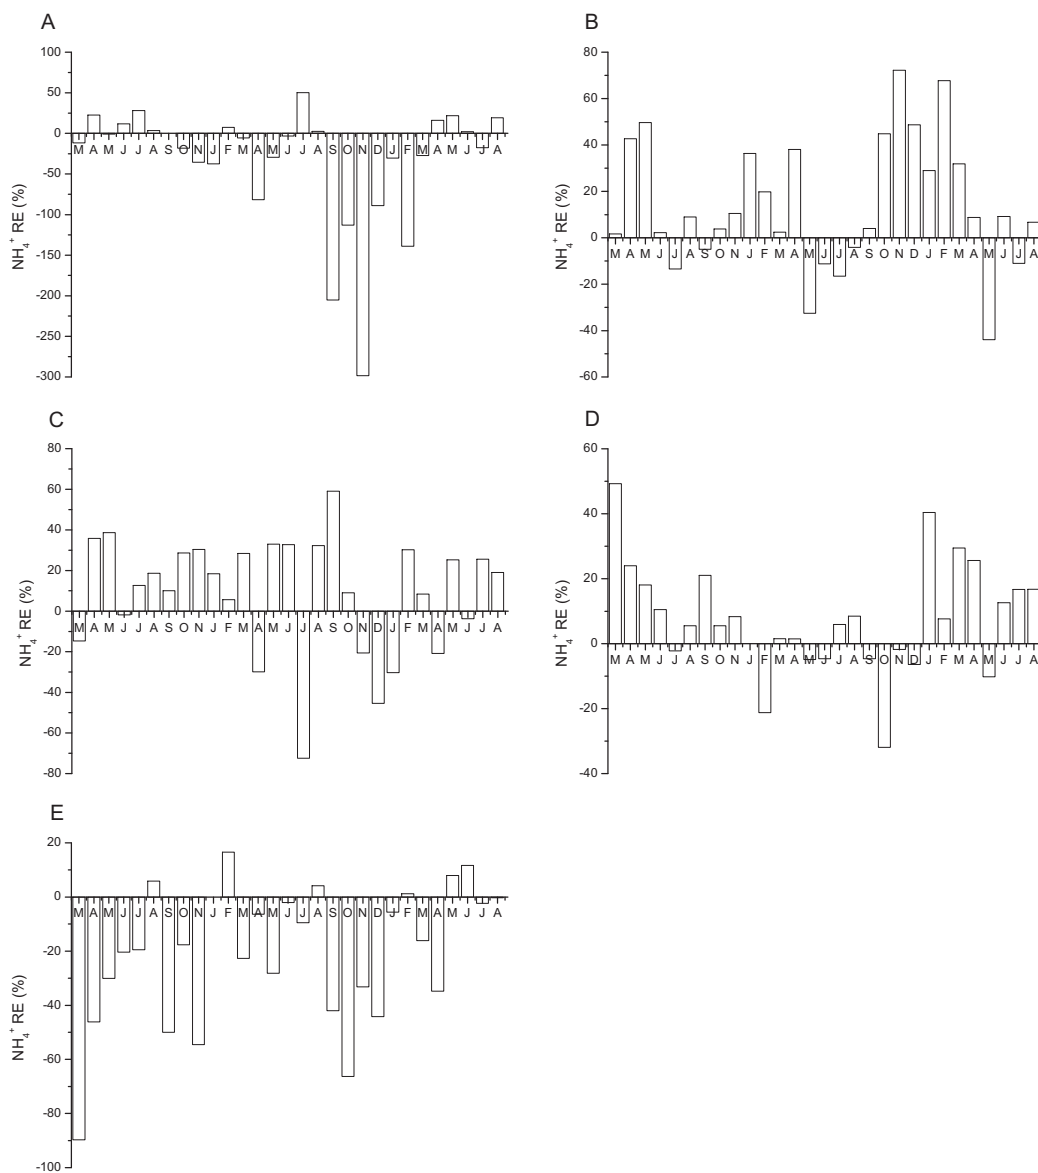 A
100
50
0
-50
-100
-150
-200
-250
-300
NH4+ RE (%)
M A M J J A S O N J F M A M J J A S O N D J F M A M J J A
B
80
60
40
20
0
-20
-40
-60
NH4+ RE (%)
M A M J J A S O N J F M A M J J A S O N D J F M A M J J A
C
80
60
40
20
0
-20
-40
-60
-80
NH4+ RE (%)
M A M J J A S O N J F M A M J J A S O N D J F M A M J J A
D
60
40
20
0
-20
-40
NH4+ RE (%)
M A M J J A S O N J F M A M J J A S O N D J F M A M J J A
E
20
0
-20
-40
-60
-80
-100
NH4+ RE (%)
M A M J J A S O N J F M A M J J A S O N D J F M A M J J A